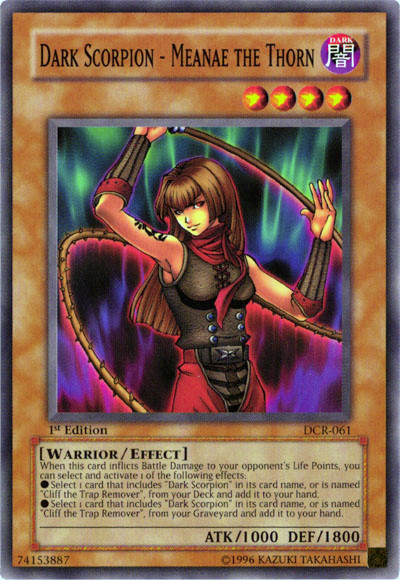 DARK SCORPION - MEANAE THE THORN
DARK
闇
1st Edition
DCR-061
[WARRIOR/EFFECT]
When this card inflicts Battle Damage to your opponent's Life Points, you
can select and activate 1 of the following effects:
●Select 1 card that includes "Dark Scorpion" in its card name, or is named
"Cliff the Trap Remover", from your Deck and add it to your hand.
●Select 1 card that includes "Dark Scorpion" in its card name, or is named
"Cliff the Trap Remover", from your Graveyard and add it to your hand.
ATK/1000 DEF/1800
74153887
©1996 KAZUKI TAKAHASHI